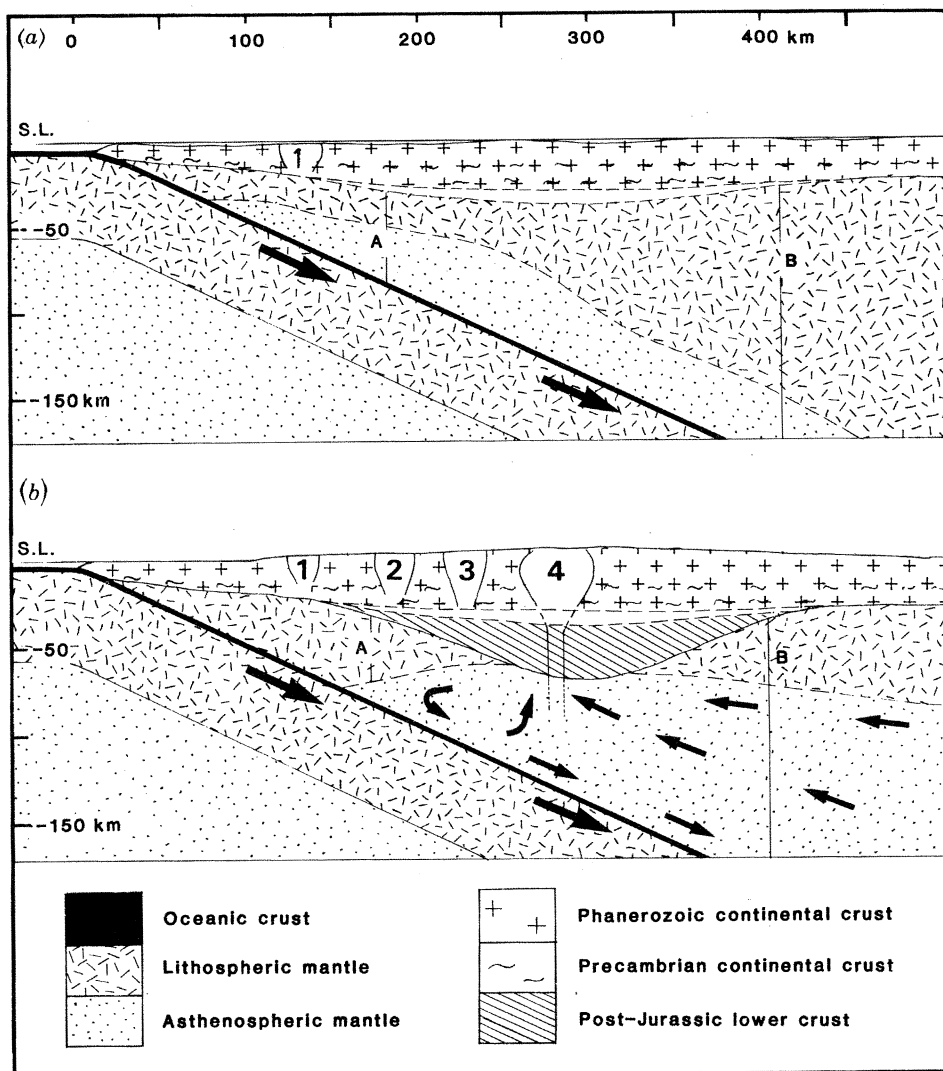 (a) 0 100 200 300 400 km
S.L.
1
-50
A
B
-150 km
(b)
S.L.
1 2 3 4
-50
A
B
-150 km
Oceanic crust
Lithospheric mantle
Asthenospheric mantle
Phanerozoic continental crust
Precambrian continental crust
Post-Jurassic lower crust